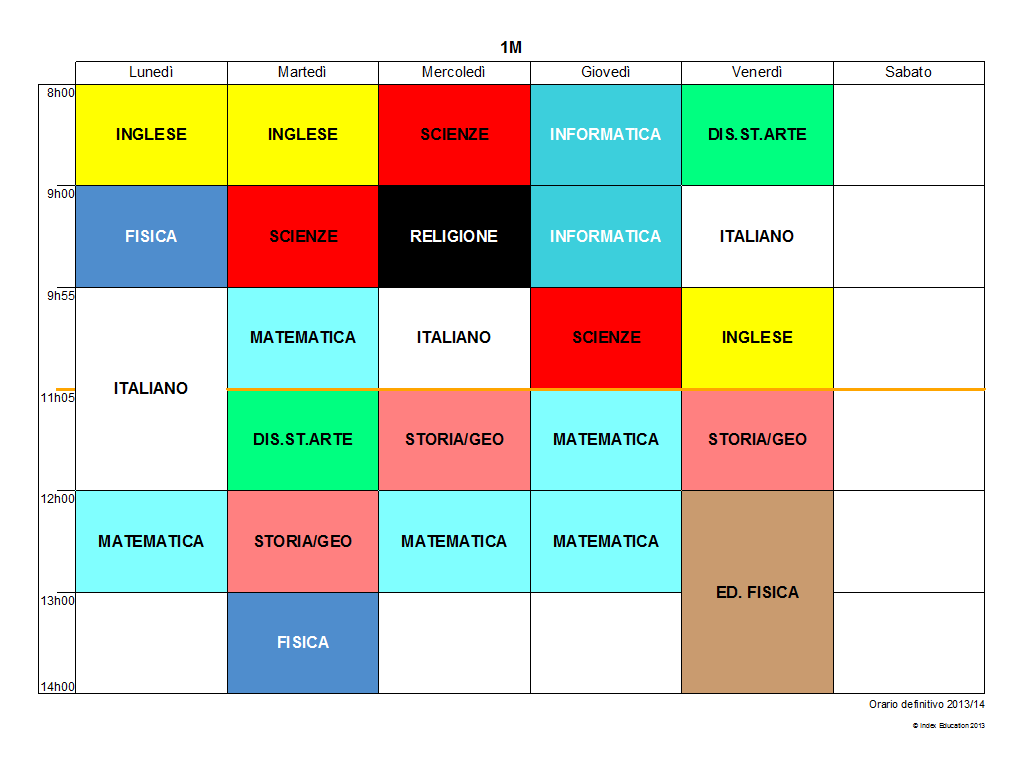 1M
Lunedì Martedì Mercoledì Giovedì Venerdì Sabato
8h00
INGLESE INGLESE SCIENZE INFORMATICA DIS.ST.ARTE
9h00
FISICA SCIENZE RELIGIONE INFORMATICA ITALIANO
9h55
MATEMATICA ITALIANO SCIENZE INGLESE
ITALIANO
11h05
DIS.ST.ARTE STORIA/GEO MATEMATICA STORIA/GEO
12h00
MATEMATICA STORIA/GEO MATEMATICA MATEMATICA
ED. FISICA
13h00
FISICA
14h00
Orario definitivo 2013/14
© Index Education 2013